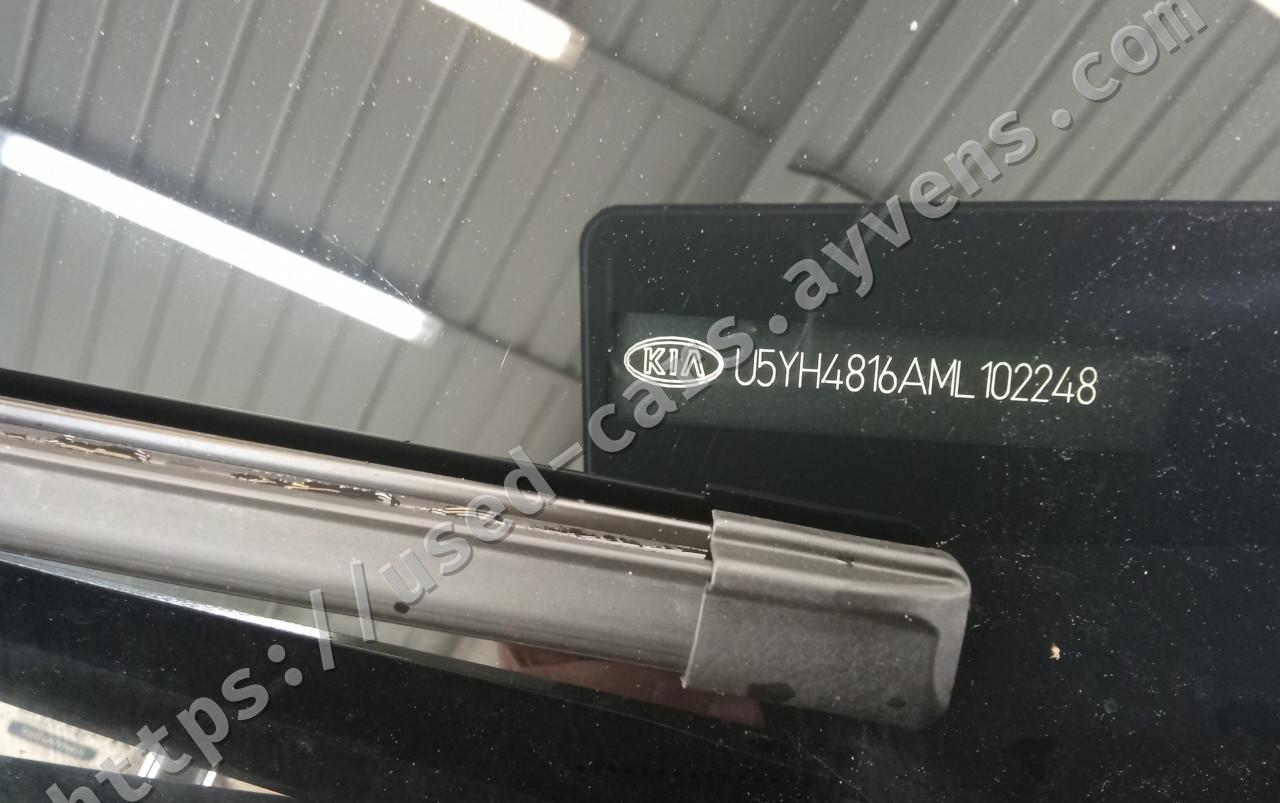 KIA U5YH4816AML102248
https://used-cars.ayvens.com